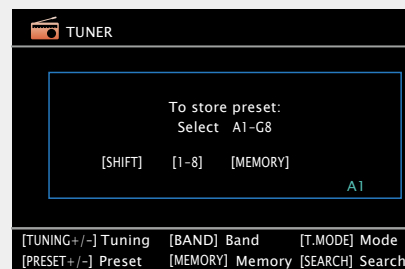 TUNER
To store preset:
Select A1–G8
[SHIFT] [1–8] [MEMORY]
A1
[TUNING+/–] Tuning [BAND] Band [T.MODE] Mode
[PRESET+/–] Preset [MEMORY] Memory [SEARCH] Search